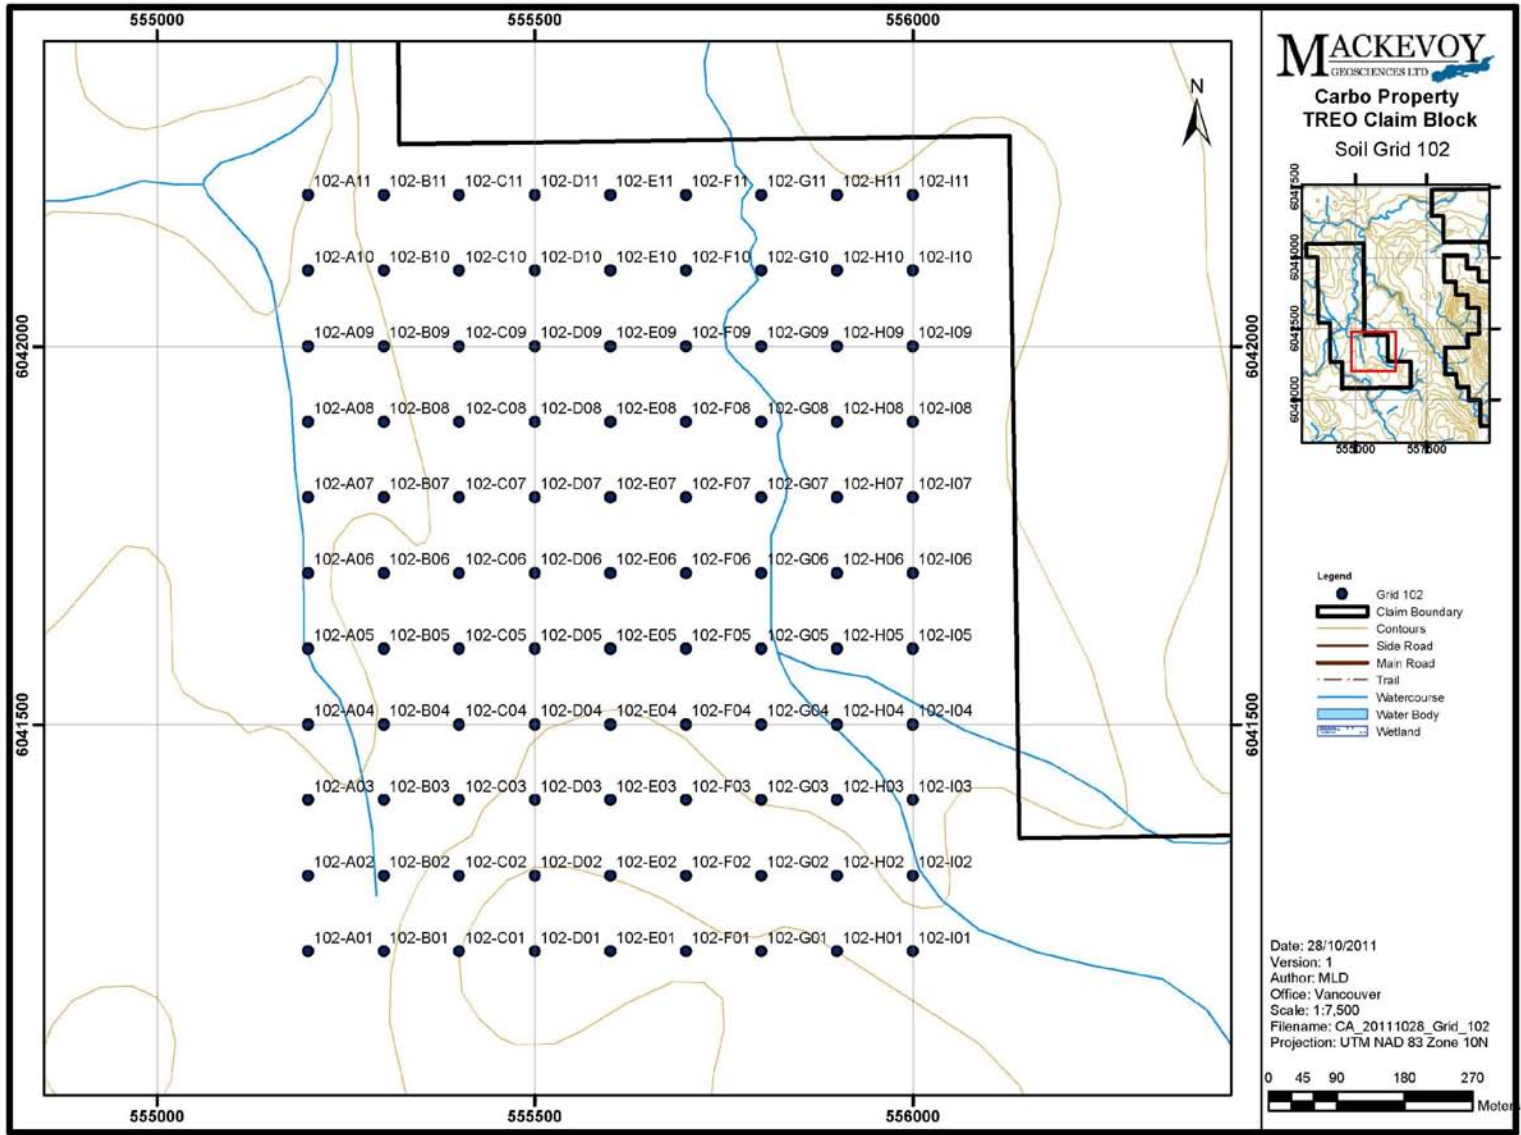 555000 555500 556000
MACKEVOY
GEOSCIENCES LTD
Carbo Property
TREO Claim Block
Soil Grid 102
N
102-A11 102-B11 102-C11 102-D11 102-E11 102-F11 102-G11 102-H11 102-I11
102-A10 102-B10 102-C10 102-D10 102-E10 102-F10 102-G10 102-H10 102-I10
6042000 6042000
102-A09 102-B09 102-C09 102-D09 102-E09 102-F09 102-G09 102-H09 102-I09
102-A08 102-B08 102-C08 102-D08 102-E08 102-F08 102-G08 102-H08 102-I08
102-A07 102-B07 102-C07 102-D07 102-E07 102-F07 102-G07 102-H07 102-I07
102-A06 102-B06 102-C06 102-D06 102-E06 102-F06 102-G06 102-H06 102-I06
102-A05 102-B05 102-C05 102-D05 102-E05 102-F05 102-G05 102-H05 102-I05
6041500 6041500
102-A04 102-B04 102-C04 102-D04 102-E04 102-F04 102-G04 102-H04 102-I04
102-A03 102-B03 102-C03 102-D03 102-E03 102-F03 102-G03 102-H03 102-I03
102-A02 102-B02 102-C02 102-D02 102-E02 102-F02 102-G02 102-H02 102-I02
102-A01 102-B01 102-C01 102-D01 102-E01 102-F01 102-G01 102-H01 102-I01
555000 555500 556000
6047500
6045000
6042500
6040000
555000 557500
Legend
Grid 102
Claim Boundary
Contours
Side Road
Main Road
Trail
Watercourse
Water Body
Wetland
Date: 28/10/2011
Version: 1
Author: MLD
Office: Vancouver
Scale: 1:7,500
Filename: CA_20111028_Grid_102
Projection: UTM NAD 83 Zone 10N
0 45 90 180 270
Meters